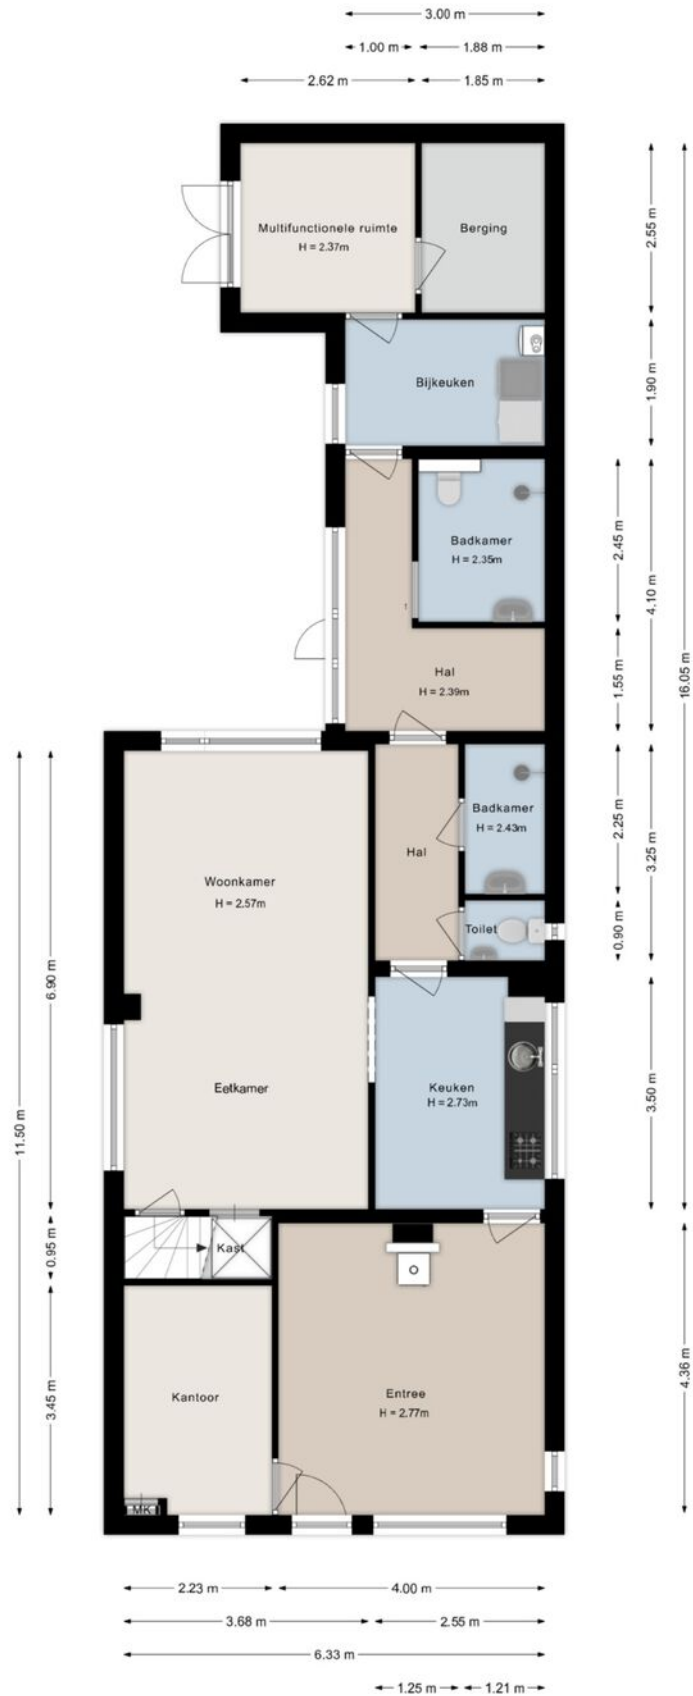 3.00 m
1.00 m
1.88 m
2.62 m
1.85 m
Multifunctionele ruimte
H = 2.37m
Berging
2.55 m
Bijkeuken
1.90 m
Badkamer
H = 2.35m
2.45 m
4.10 m
Hal
H = 2.39m
1.55 m
16.05 m
Badkamer
H = 2.43m
2.25 m
3.25 m
Hal
Woonkamer
H = 2.57m
Toilet
0.90 m
6.90 m
Eetkamer
Keuken
H = 2.73m
3.50 m
11.50 m
Kast
0.95 m
Kantoor
Entree
H = 2.77m
3.45 m
4.36 m
MK
2.23 m
4.00 m
3.68 m
2.55 m
6.33 m
1.25 m
1.21 m